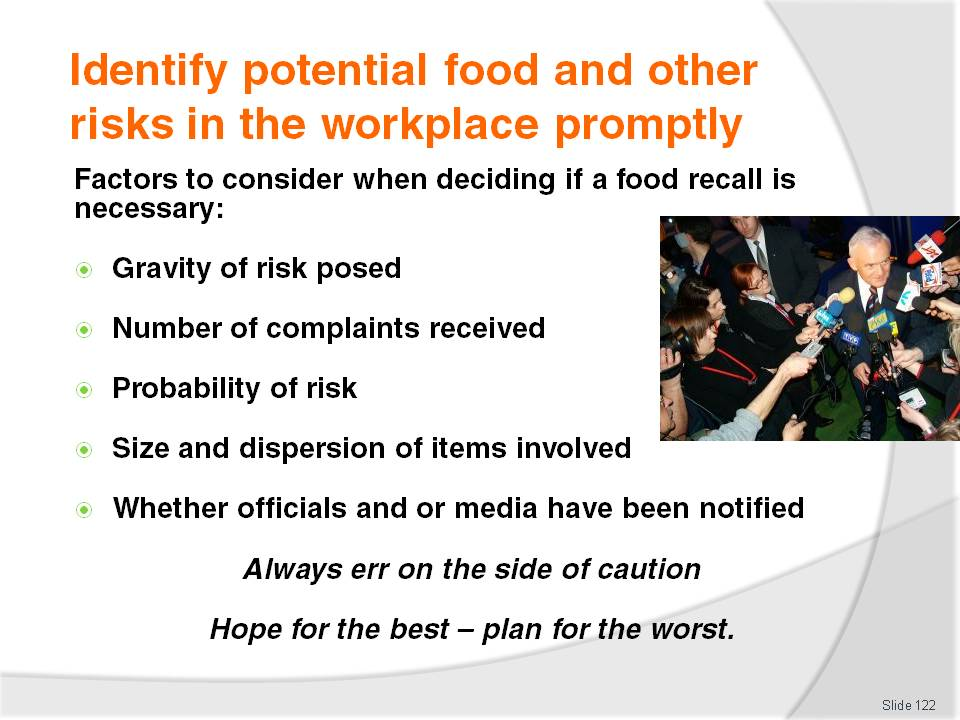 Identify potential food and other
risks in the workplace promptly
Factors to consider when deciding if a food recall is
necessary:
Gravity of risk posed
Number of complaints received
Probability of risk
Size and dispersion of items involved
Whether officials and or media have been notified
Always err on the side of caution
Hope for the best – plan for the worst.
Slide 122